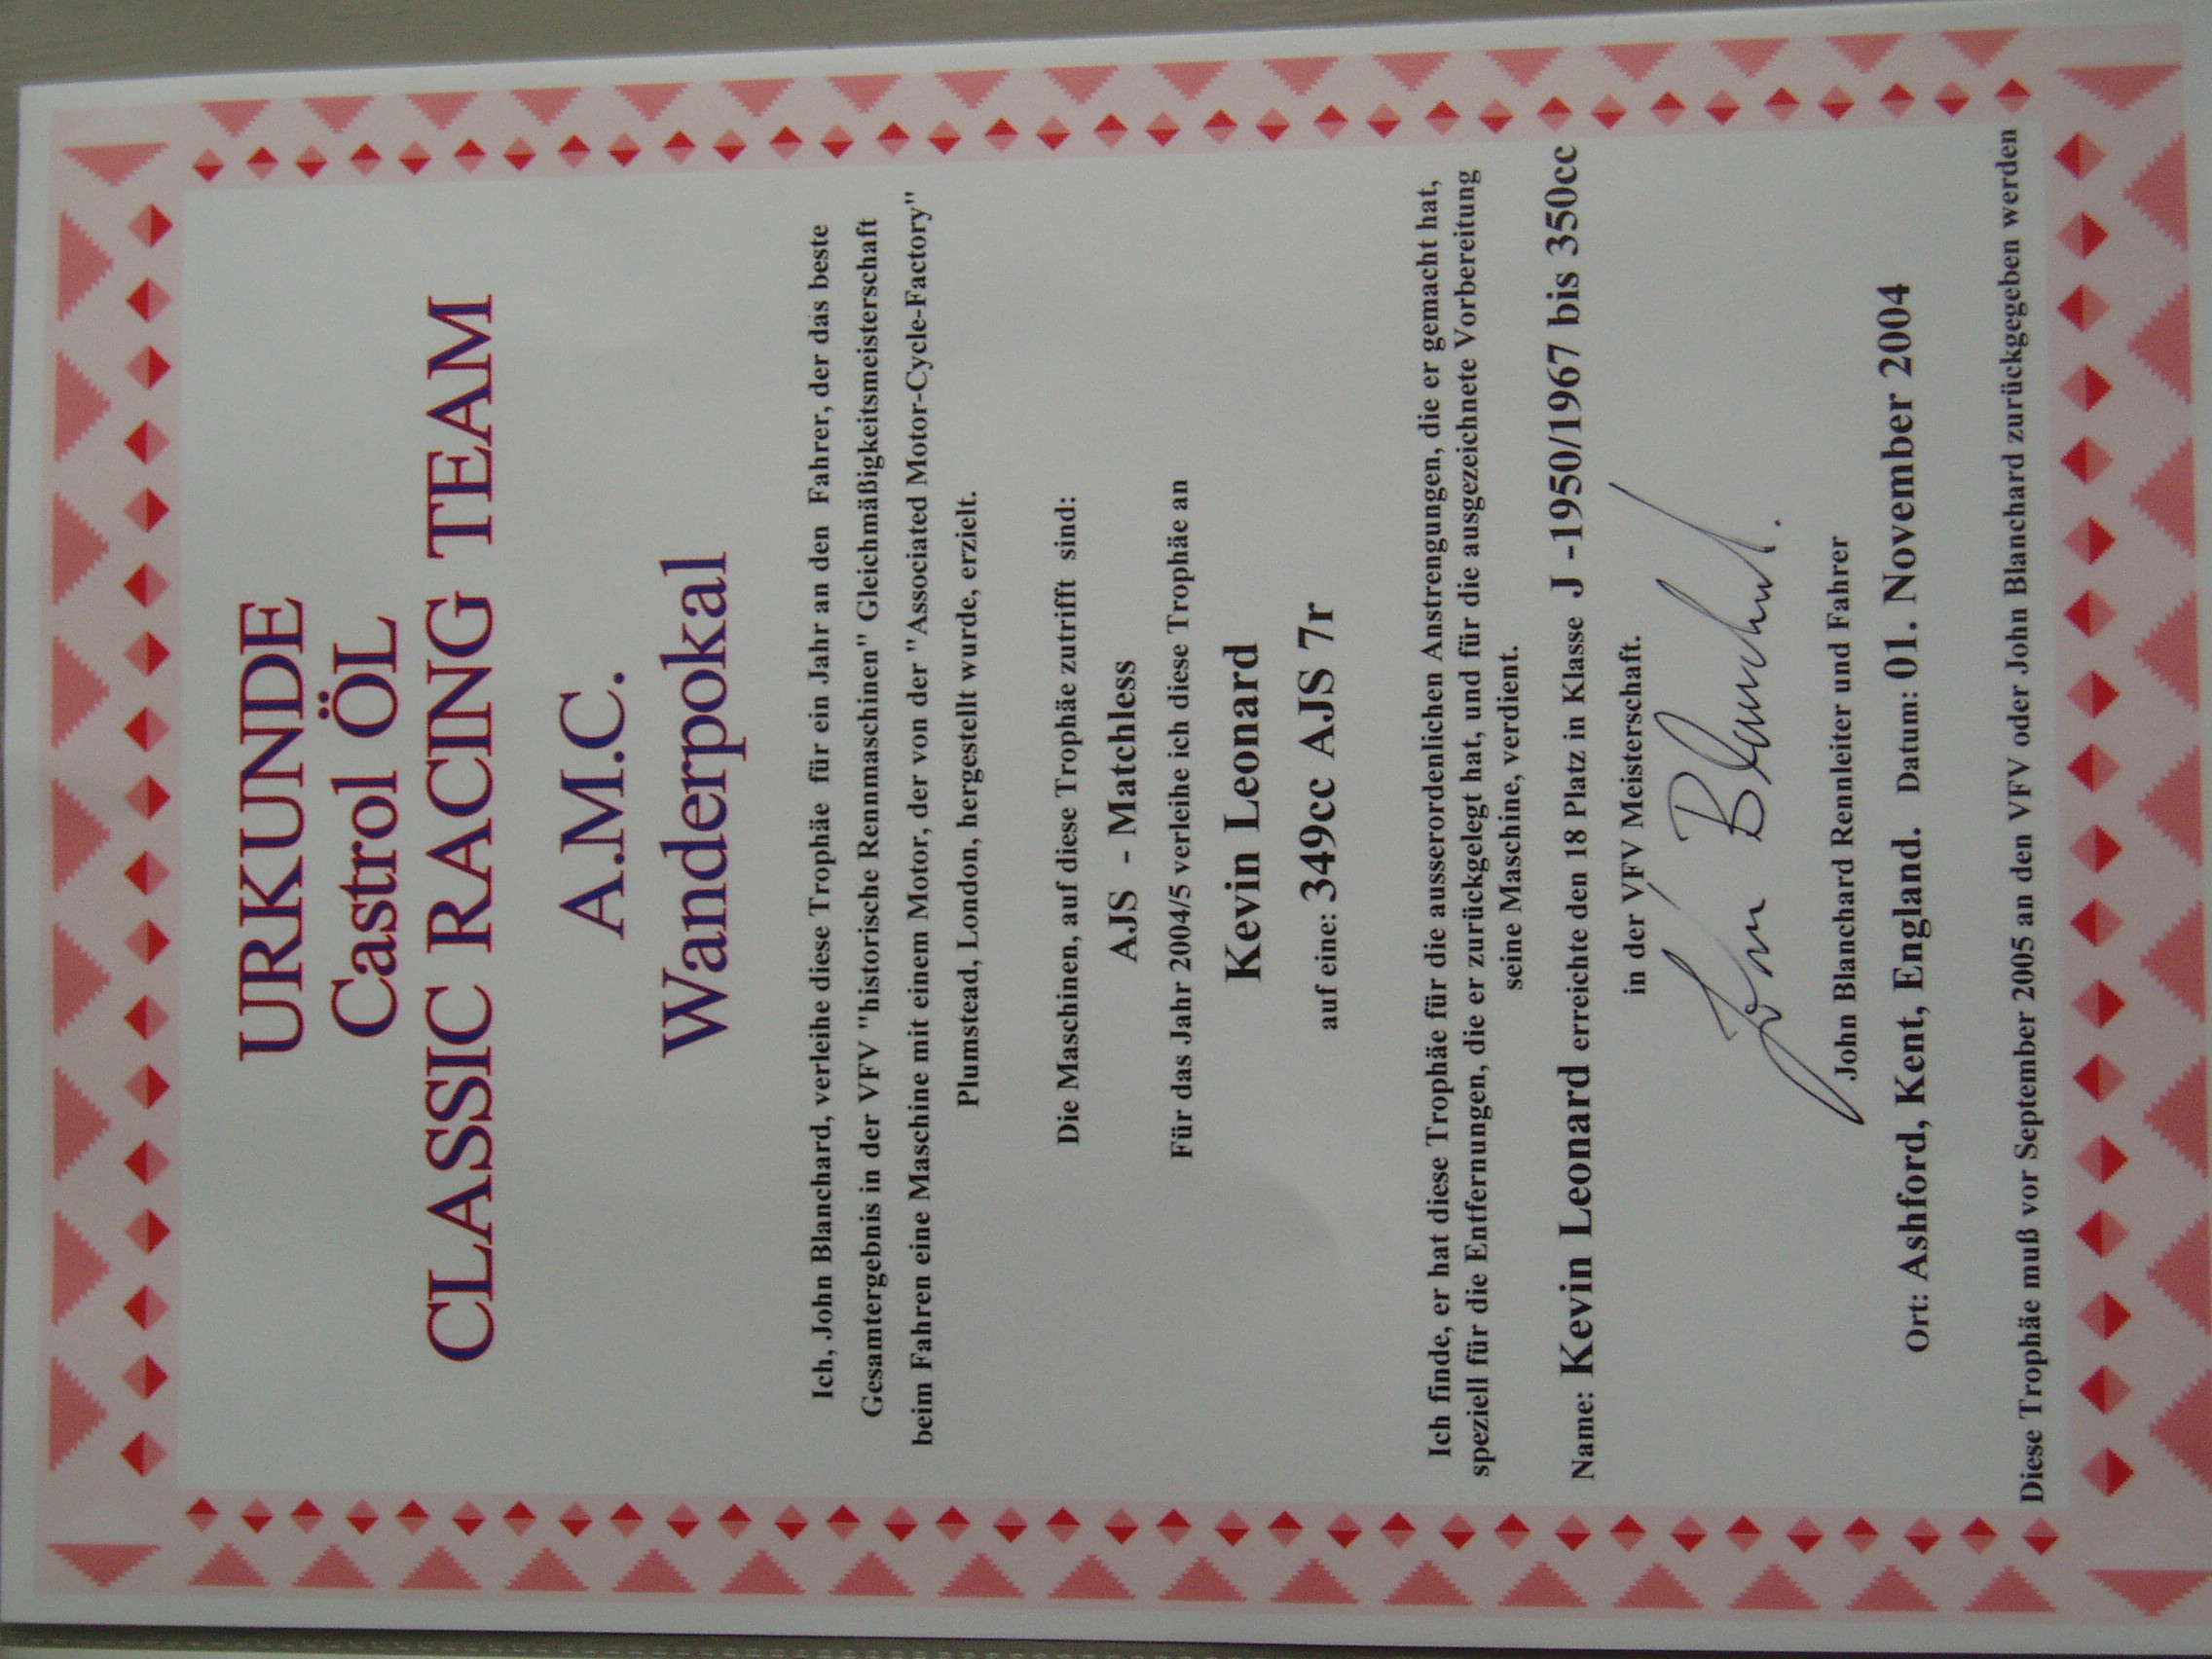 URKUNDE
Castrol ÖL
CLASSIC RACING TEAM
A.M.C.
Wanderpokal
Ich, John Blanchard, verleihe diese Trophäe für ein Jahr an den Fahrer, der das beste
Gesamtergebnis in der VFV "historische Rennmaschinen" Gleichmäßigkeitsmeisterschaft
beim Fahren eine Maschine mit einem Motor, der von der "Associated Motor-Cycle-Factory"
Plumstead, London, hergestellt wurde, erzielt.
Die Maschinen, auf diese Trophäe zutrifft sind:
AJS - Matchless
Für das Jahr 2004/5 verleihe ich diese Trophäe an
Kevin Leonard
auf eine: 349cc AJS 7r
Ich finde, er hat diese Trophäe für die ausserordenlichen Anstrengungen, die er gemacht hat,
speziell für die Entfernungen, die er zurückgelegt hat, und für die ausgezeichnete Vorbereitung
seine Maschine, verdient.
Name: Kevin Leonard erreichte den 18 Platz in Klasse J -1950/1967 bis 350cc
in der VFV Meisterschaft.
John Blanchard.
John Blanchard Rennleiter und Fahrer
Ort: Ashford, Kent, England. Datum: 01. November 2004
Diese Trophäe muß vor September 2005 an den VFV oder John Blanchard zurückgegeben werden